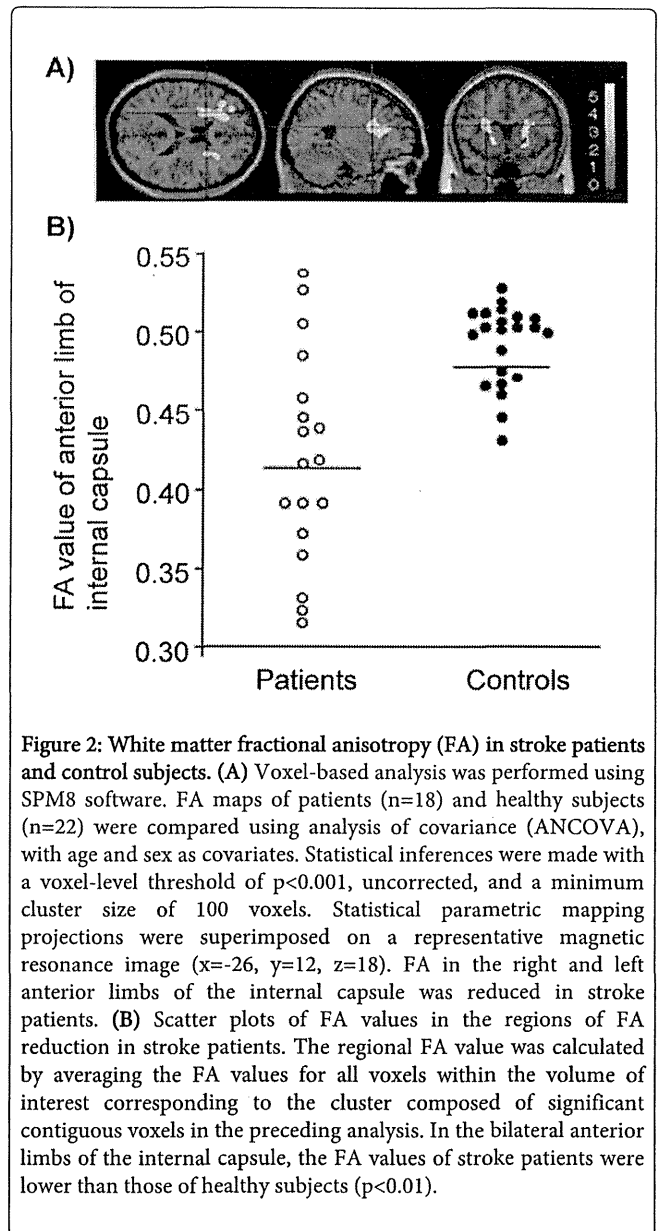 A)
5
4
3
2
1
0
B)
FA value of anterior limb of
internal capsule
0.55
0.50
0.45
0.40
0.35
0.30
Patients
Controls
Figure 2: White matter fractional anisotropy (FA) in stroke patients
and control subjects. (A) Voxel-based analysis was performed using
SPM8 software. FA maps of patients (n=18) and healthy subjects
(n=22) were compared using analysis of covariance (ANCOVA),
with age and sex as covariates. Statistical inferences were made with
a voxel-level threshold of p<0.001, uncorrected, and a minimum
cluster size of 100 voxels. Statistical parametric mapping
projections were superimposed on a representative magnetic
resonance image (x=-26, y=12, z=18). FA in the right and left
anterior limbs of the internal capsule was reduced in stroke
patients. (B) Scatter plots of FA values in the regions of FA
reduction in stroke patients. The regional FA value was calculated
by averaging the FA values for all voxels within the volume of
interest corresponding to the cluster composed of significant
contiguous voxels in the preceding analysis. In the bilateral anterior
limbs of the internal capsule, the FA values of stroke patients were
lower than those of healthy subjects (p<0.01).